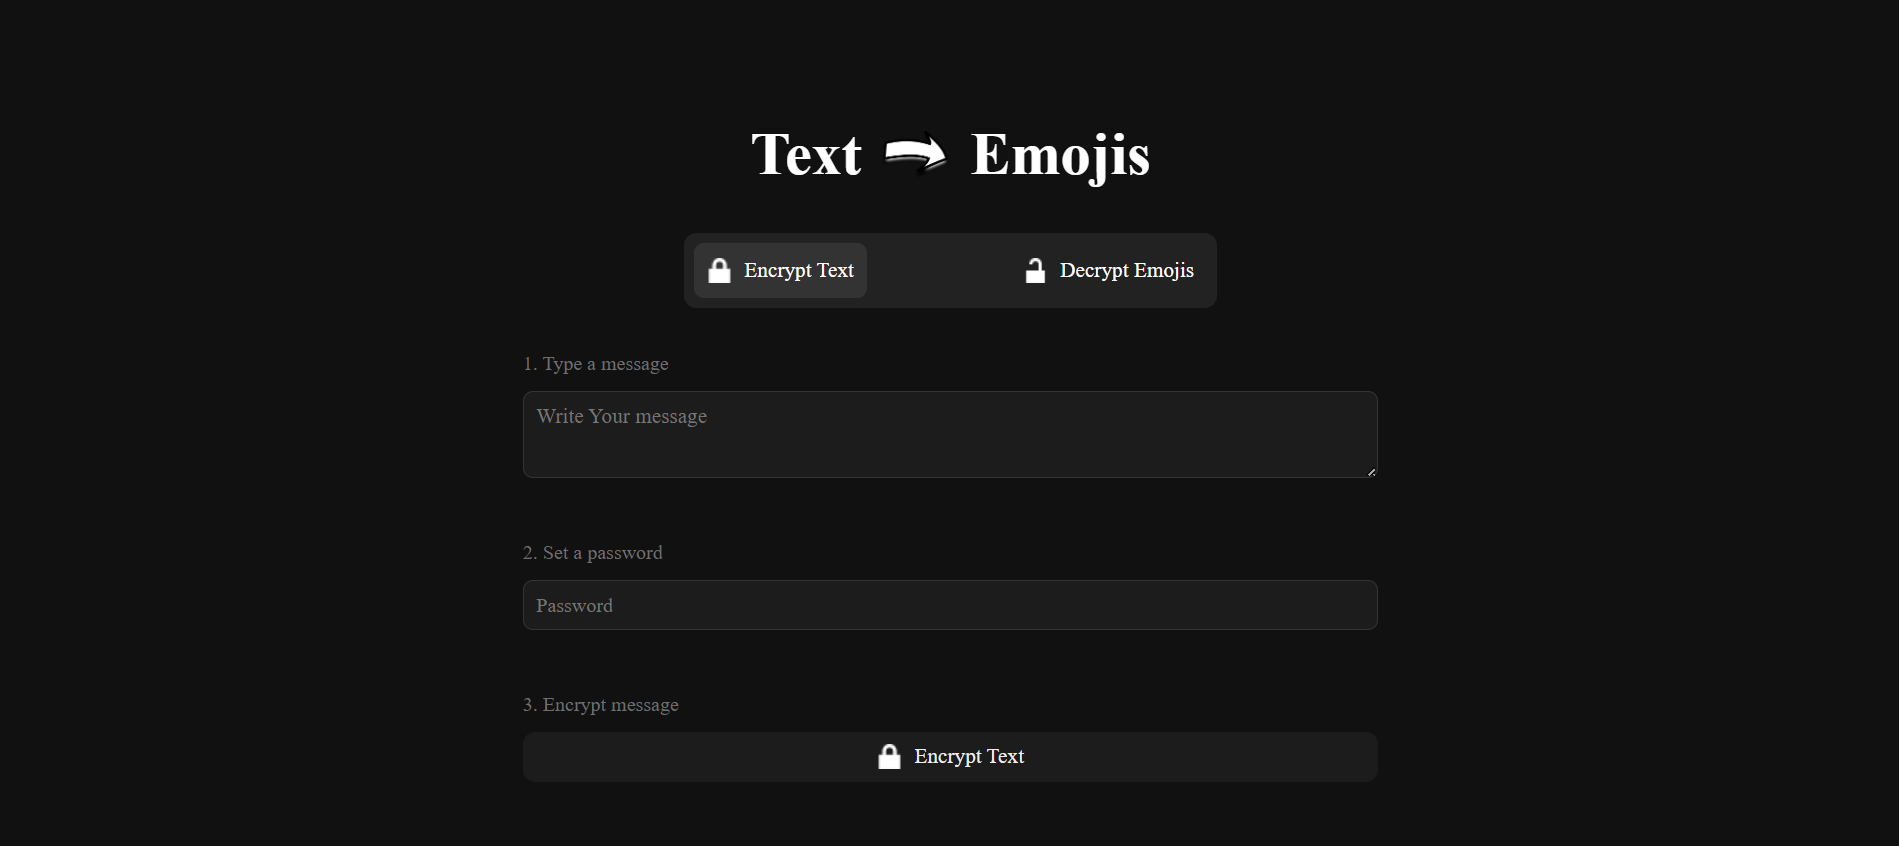 Text Emojis
Encrypt Text Decrypt Emojis
1. Type a message
Write Your message
2. Set a password
Password
3. Encrypt message
Encrypt Text